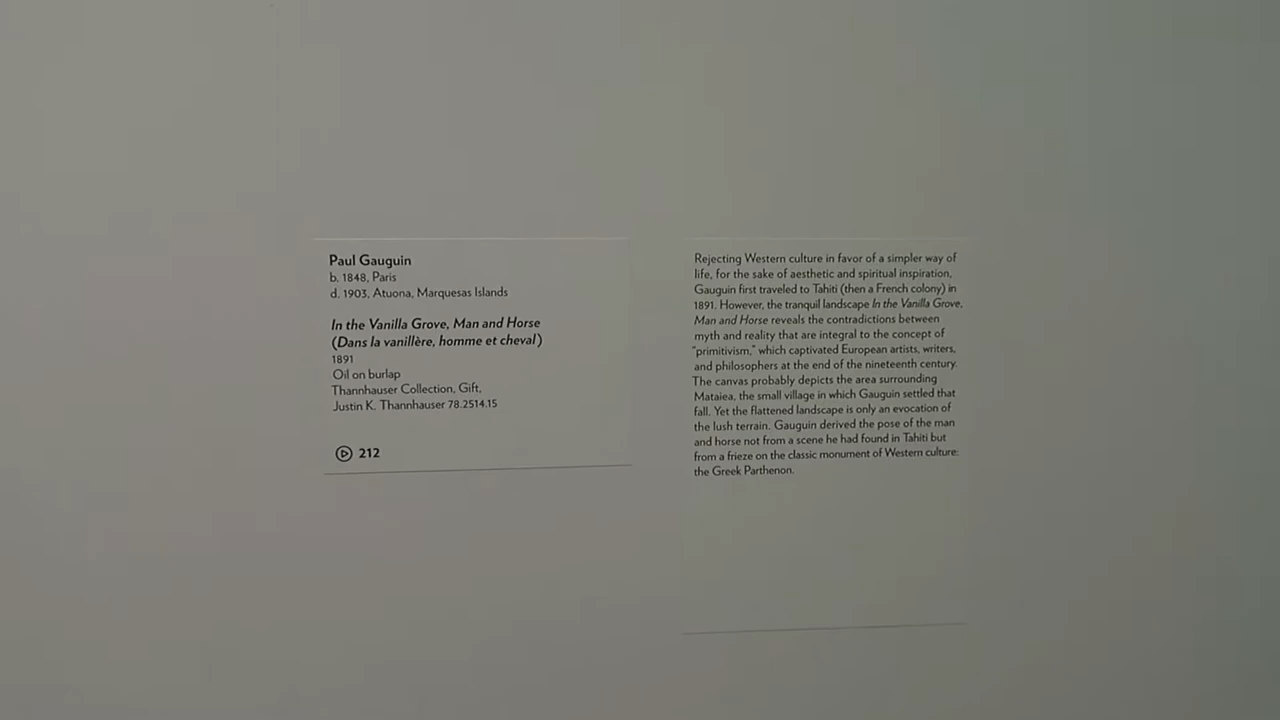 Paul Gauguin
b. 1848, Paris
d. 1903, Atuona, Marquesas Islands
In the Vanilla Grove, Man and Horse
(Dans la vanillère, homme et cheval)
1891
Oil on burlap
Thannhauser Collection, Gift,
Justin K. Thannhauser 78.2514.15
212
Rejecting Western culture in favor of a simpler way of
life, for the sake of aesthetic and spiritual inspiration,
Gauguin first traveled to Tahiti (then a French colony) in
1891. However, the tranquil landscape In the Vanilla Grove,
Man and Horse reveals the contradictions between
myth and reality that are integral to the concept of
“primitivism,” which captivated European artists, writers,
and philosophers at the end of the nineteenth century.
The canvas probably depicts the area surrounding
Mataiea, the small village in which Gauguin settled that
fall. Yet the flattened landscape is only an evocation of
the lush terrain. Gauguin derived the pose of the man
and horse not from a scene he had found in Tahiti but
from a frieze on the classic monument of Western culture:
the Greek Parthenon.